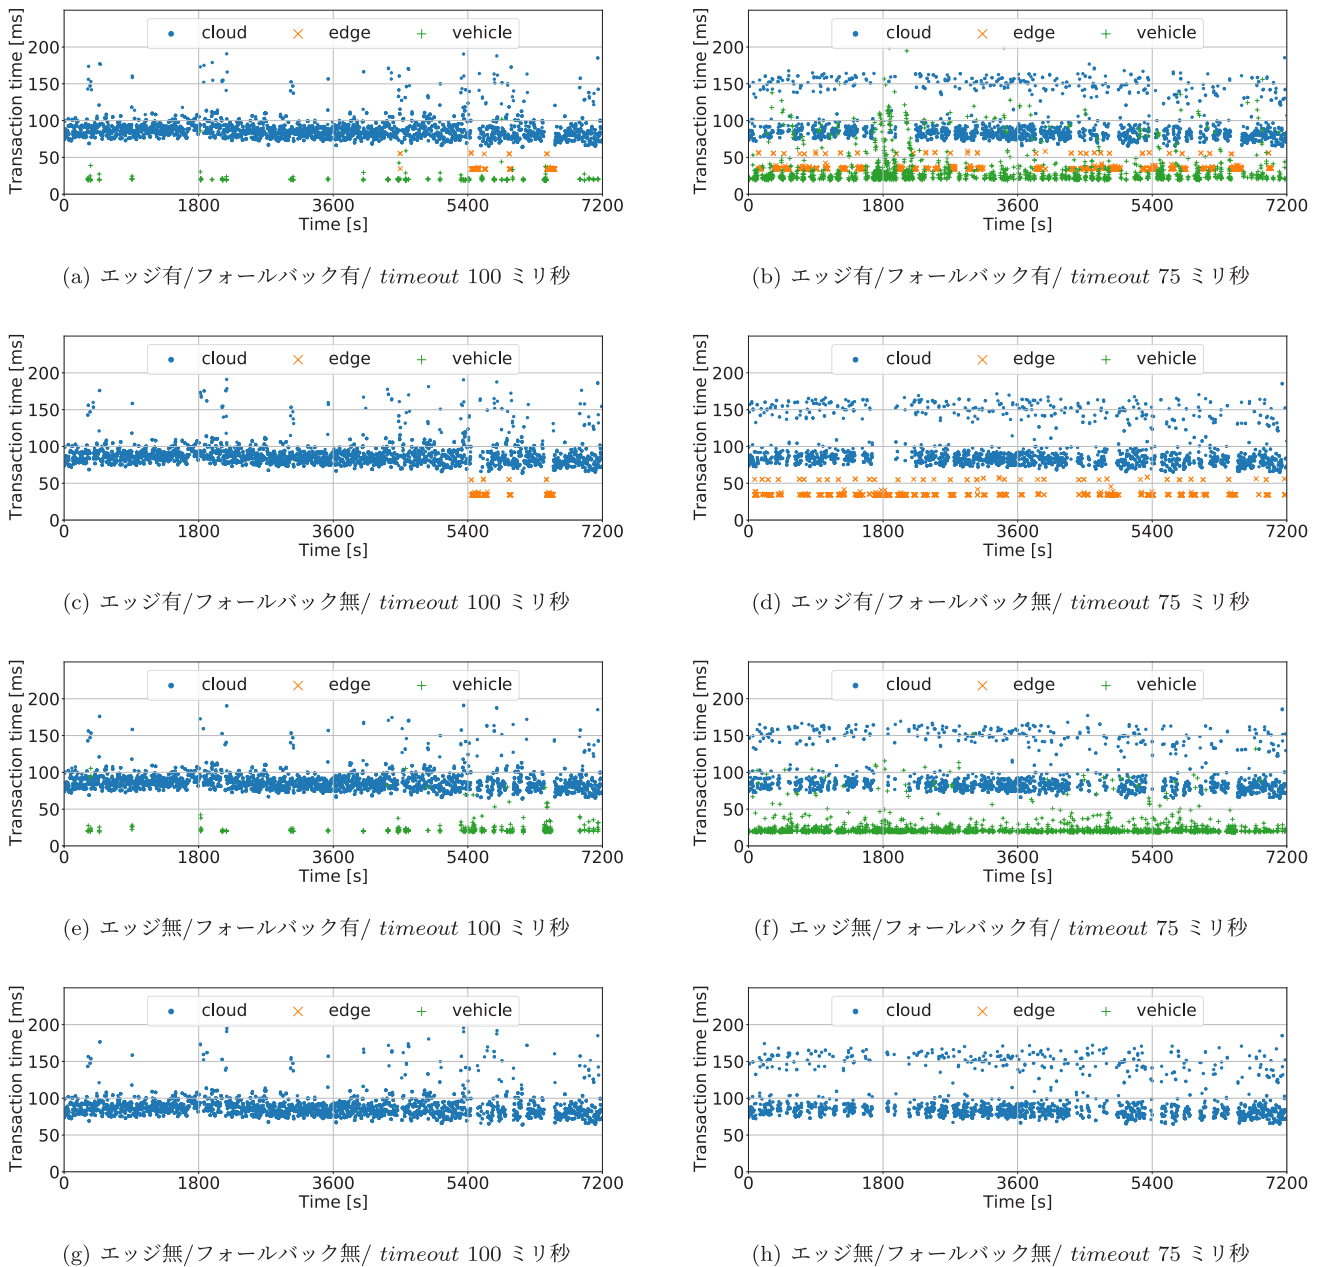 Transaction time [ms]
cloud edge vehicle
200
150
100
50
0
0 1800 3600 5400 7200
Time [s]
(a) エッジ有/フォールバック有/ timeout 100 ミリ秒
Transaction time [ms]
cloud edge vehicle
200
150
100
50
0
0 1800 3600 5400 7200
Time [s]
(b) エッジ有/フォールバック有/ timeout 75 ミリ秒
Transaction time [ms]
cloud edge vehicle
200
150
100
50
0
0 1800 3600 5400 7200
Time [s]
(c) エッジ有/フォールバック無/ timeout 100 ミリ秒
Transaction time [ms]
cloud edge vehicle
200
150
100
50
0
0 1800 3600 5400 7200
Time [s]
(d) エッジ有/フォールバック無/ timeout 75 ミリ秒
Transaction time [ms]
cloud edge vehicle
200
150
100
50
0
0 1800 3600 5400 7200
Time [s]
(e) エッジ無/フォールバック有/ timeout 100 ミリ秒
Transaction time [ms]
cloud edge vehicle
200
150
100
50
0
0 1800 3600 5400 7200
Time [s]
(f) エッジ無/フォールバック有/ timeout 75 ミリ秒
Transaction time [ms]
cloud edge vehicle
200
150
100
50
0
0 1800 3600 5400 7200
Time [s]
(g) エッジ無/フォールバック無/ timeout 100 ミリ秒
Transaction time [ms]
cloud edge vehicle
200
150
100
50
0
0 1800 3600 5400 7200
Time [s]
(h) エッジ無/フォールバック無/ timeout 75 ミリ秒